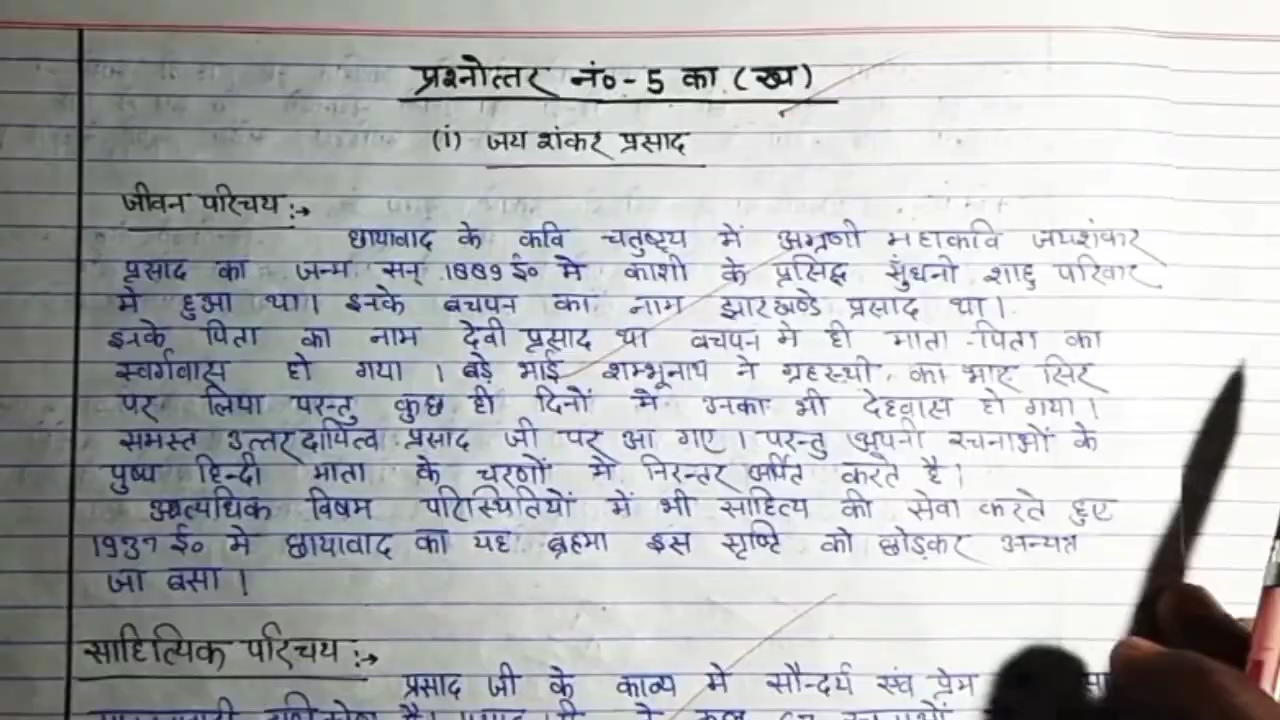 प्रश्नोत्तर नं०-5 का (ख)
(i) जय शंकर प्रसाद
जीवन परिचय :→
छायावाद के कवि चतुष्टय में अग्रणी महाकवि जयशंकर
प्रसाद का जन्म सन् 1889 ई० मे काशी के प्रसिद्ध सुँघनी शाहु परिवार
मे हुआ था। इनके बचपन का नाम झारखण्डे प्रसाद था।
इनके पिता का नाम देवी प्रसाद था बचपन मे ही माता-पिता का
स्वर्गवास हो गया। बड़े भाई शम्भूनाथ ने ग्रहस्थी का भार सिर
पर लिया परन्तु कुछ ही दिनों मे उनका भी देहवास हो गया।
समस्त उत्तरदायित्व प्रसाद जी पर आ गए। परन्तु अपनी रचनाओं के
पुष्प हिन्दी माता के चरणों मे निरन्तर अर्पित करते है।
अत्यधिक विषम परिस्थितियों में भी साहित्य की सेवा करते हुए
1937 ई० मे छायावाद का यह ब्रहमा इस सृष्टि को छोड़कर अन्यत्र
जा बसा।
साहित्यिक परिचय :→
प्रसाद जी के काव्य मे सौन्दर्य एवं प्रेम